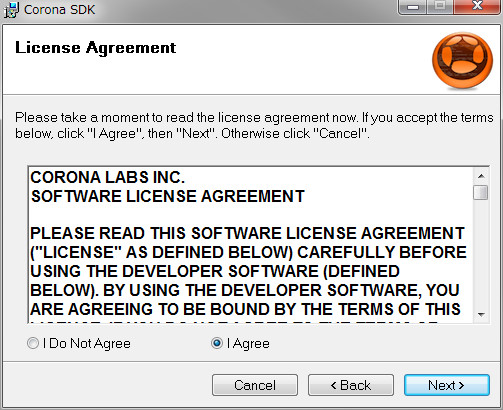 Corona SDK
License Agreement
Please take a moment to read the license agreement now. If you accept the terms
below, click "I Agree", then "Next". Otherwise click "Cancel".
CORONA LABS INC.
SOFTWARE LICENSE AGREEMENT
PLEASE READ THIS SOFTWARE LICENSE AGREEMENT
("LICENSE" AS DEFINED BELOW) CAREFULLY BEFORE
USING THE DEVELOPER SOFTWARE (DEFINED
BELOW). BY USING THE DEVELOPER SOFTWARE, YOU
ARE AGREEING TO BE BOUND BY THE TERMS OF THIS
I Do Not Agree
I Agree
Cancel
< Back
Next >